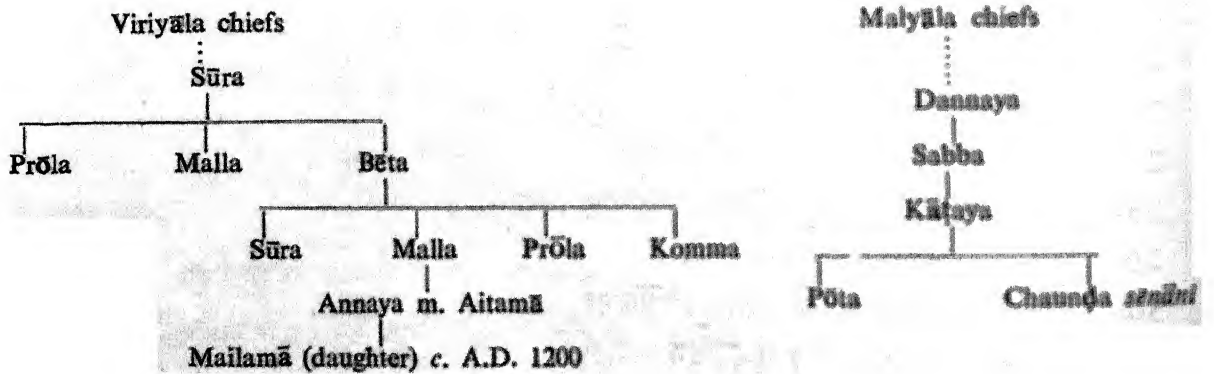 Viriyāla chiefs
Sūra
Prōla Malla Bēta
Sūra Malla Prōla Komma
Annaya m. Aitamā
Mailamā (daughter) c. A.D. 1200
Malyāla chiefs
Dannaya
Sabba
Kāṭaya
Pōta Chaunḍa sēnāni